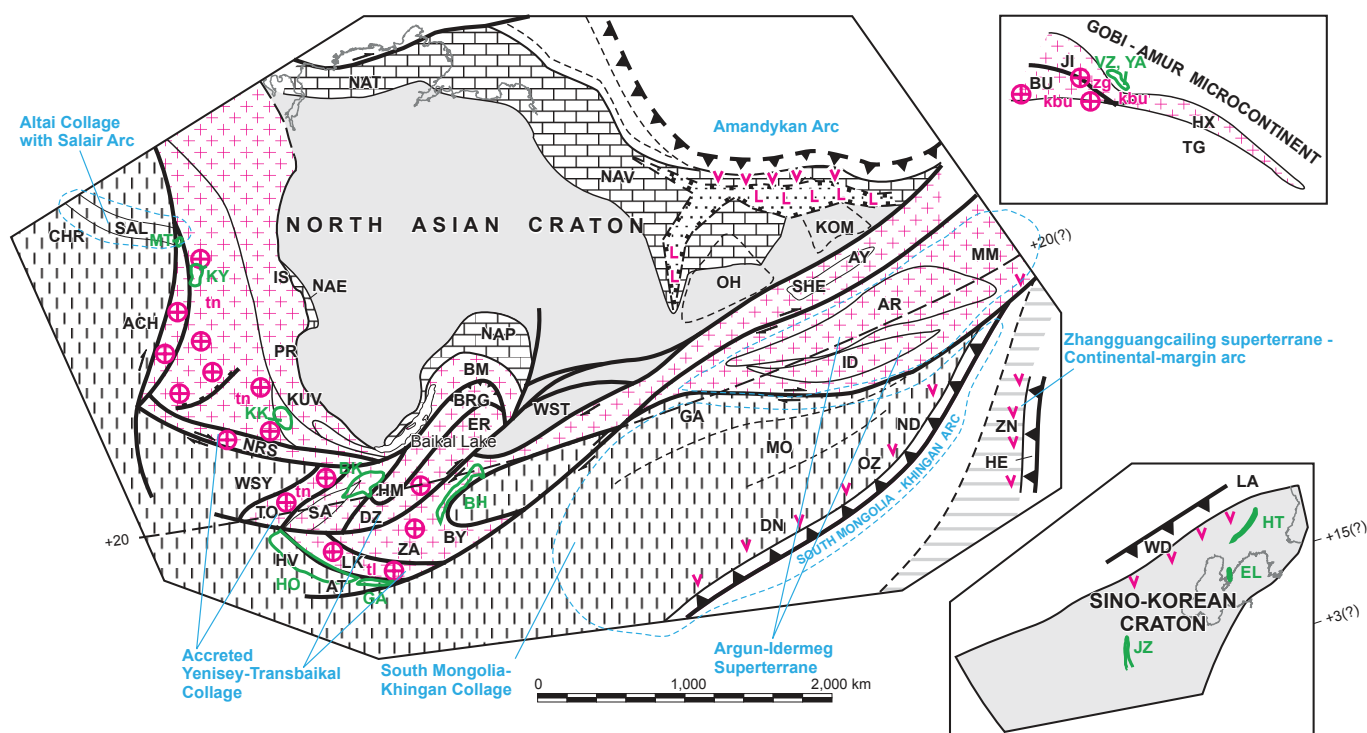 GOBI - AMUR MICROCONTINENT
JI
VZ, YA
BU
zg
kbu
kbu
HX
TG
NAT
Altai Collage
with Salair Arc
Amandykan Arc
NAV
L L L L L
CHR
SAL
MT
NORTH ASIAN CRATON
KOM
+20(?)
L
L
AY
MM
KY
IS
NAE
OH
SHE
tn
AR
ACH
NAP
Zhangguangcailing superterrane -
Continental-margin arc
PR
BM
ID
tn
KUV
BRG
WST
KK
ER
GA
ND
ZN
Baikal Lake
NRS
MO
HE
BK
OZ
WSY
tn
HM
BH
SOUTH MONGOLIA - KHINGAN ARC
LA
TO
SA
DZ
DN
HT
+20
ZA
BY
+15(?)
WD
HV
LK
tl
HO
AT
GA
EL
SINO-KOREAN
CRATON
+3(?)
JZ
Accreted
Yenisey-Transbaikal
Collage
South Mongolia-
Khingan Collage
Argun-Idermeg
Superterrane
0 1,000 2,000 km